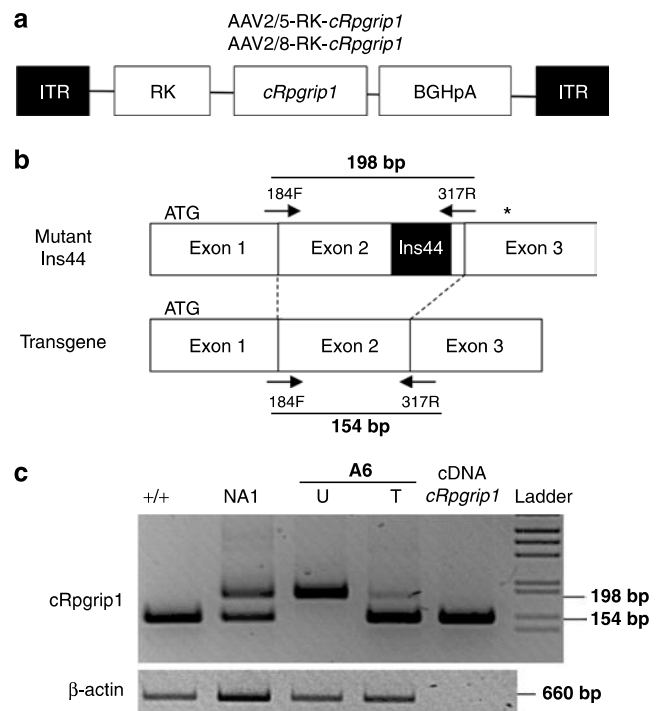 a
AAV2/5-RK-cRpgrip1
AAV2/8-RK-cRpgrip1
ITR RK cRpgrip1 BGHpA ITR
b
198 bp
184F 317R
ATG *
Mutant Ins44
Exon 1 Exon 2 Ins44 Exon 3
ATG
Transgene
Exon 1 Exon 2 Exon 3
184F 317R
154 bp
c
A6 cDNA
+/+ NA1 U T cRpgrip1 Ladder
cRpgrip1
198 bp
154 bp
β-actin
660 bp